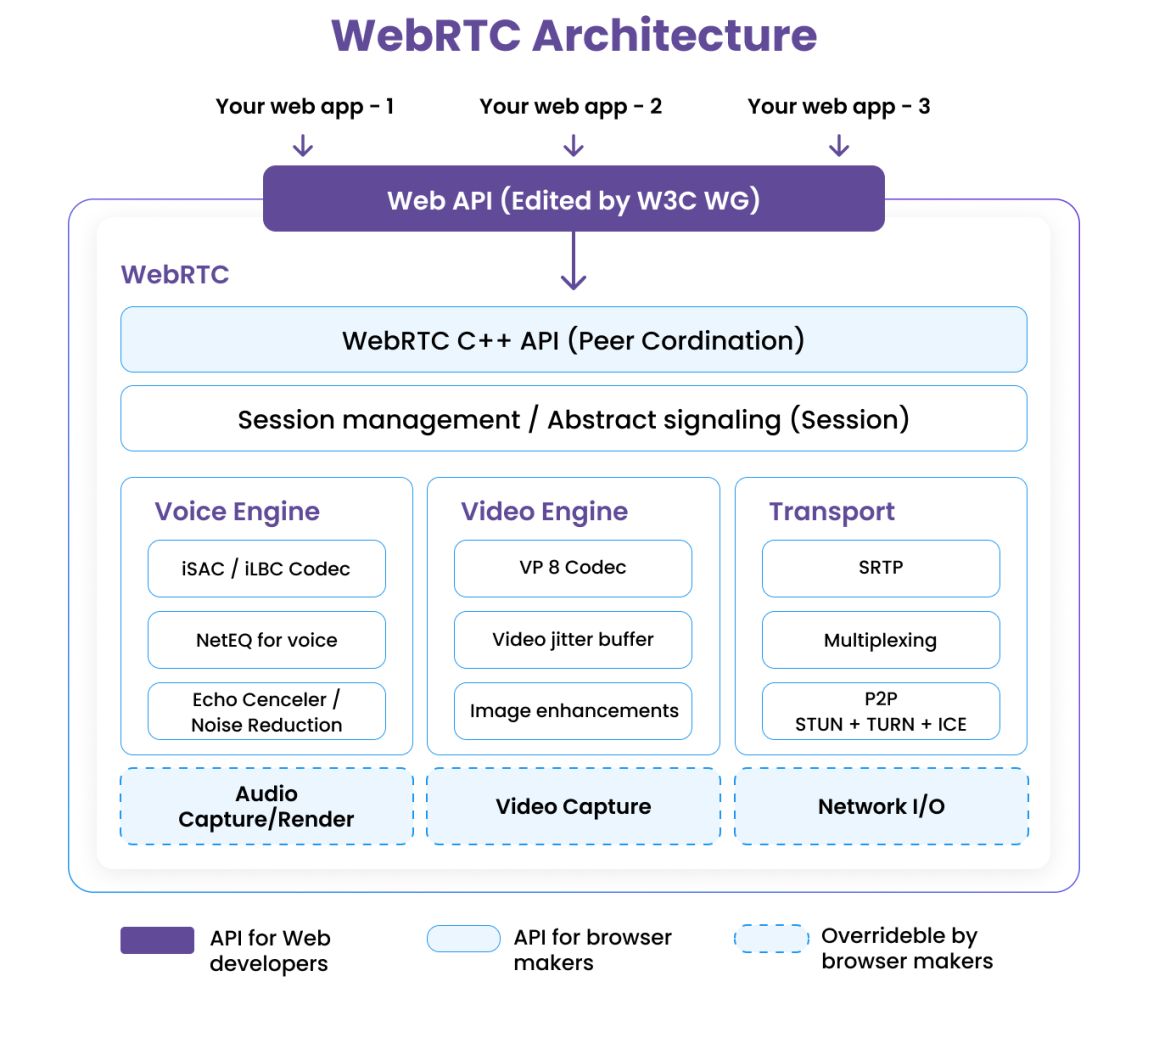 WebRTC Architecture
Your web app - 1
Your web app - 2
Your web app - 3
Web API (Edited by W3C WG)
WebRTC
WebRTC C++ API (Peer Cordination)
Session management / Abstract signaling (Session)
Voice Engine
iSAC / iLBC Codec
NetEQ for voice
Echo Cenceler /
Noise Reduction
Video Engine
VP 8 Codec
Video jitter buffer
Image enhancements
Transport
SRTP
Multiplexing
P2P
STUN + TURN + ICE
Audio
Capture/Render
Video Capture
Network I/O
API for Web
developers
API for browser
makers
Overrideble by
browser makers